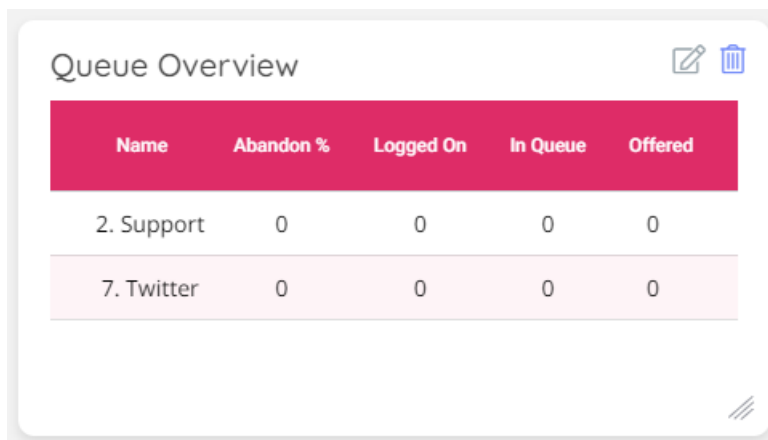 Queue Overview
Name Abandon % Logged On In Queue Offered
2. Support 0 0 0 0
7. Twitter 0 0 0 0